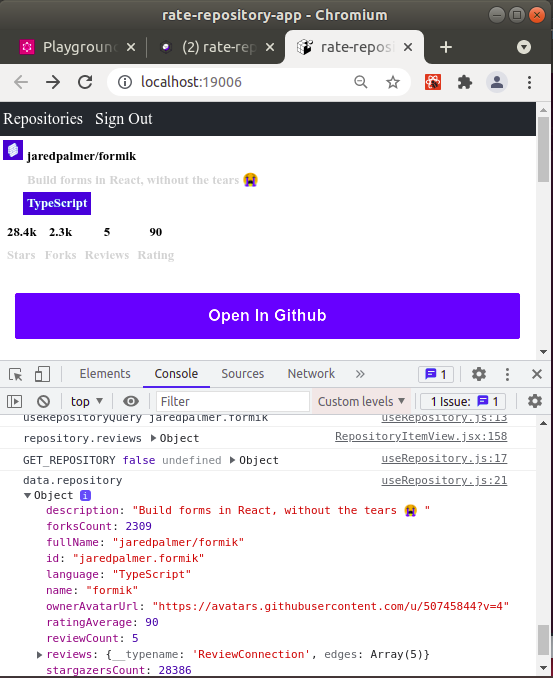 rate-repository-app - Chromium
Playground
(2) rate-rep
rate-reposi
localhost:19006
Repositories Sign Out
jaredpalmer/formik
Build forms in React, without the tears 😭
TypeScript
28.4k 2.3k 5 90
Stars Forks Reviews Rating
Open In Github
Elements Console Sources Network » 1
top Filter Custom levels 1 Issue: 1
useRepositoryQuery jaredpalmer.formik useRepository.js:13
repository.reviews ▶Object RepositoryItemView.jsx:158
GET_REPOSITORY false undefined ▶Object useRepository.js:17
data.repository useRepository.js:21
▼Object i
description: "Build forms in React, without the tears 😭 "
forksCount: 2309
fullName: "jaredpalmer/formik"
id: "jaredpalmer.formik"
language: "TypeScript"
name: "formik"
ownerAvatarUrl: "https://avatars.githubusercontent.com/u/50745844?v=4"
ratingAverage: 90
reviewCount: 5
▶reviews: {__typename: 'ReviewConnection', edges: Array(5)}
stargazersCount: 28386